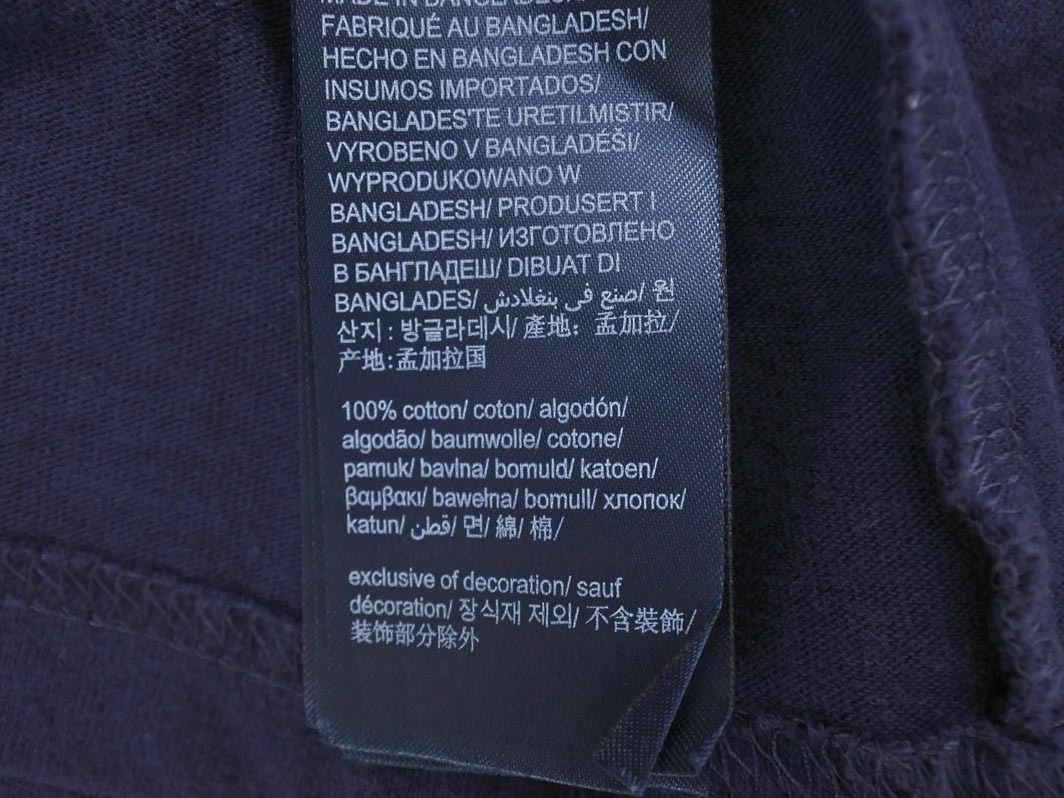 MADE IN BANGLADESH/
FABRIQUÉ AU BANGLADESH/
HECHO EN BANGLADESH CON
INSUMOS IMPORTADOS/
BANGLADES'TE URETILMISTIR/
VYROBENO V BANGLADÉŠI/
WYPRODUKOWANO W
BANGLADESH/ PRODUSERT I
BANGLADESH/ ИЗГОТОВЛЕНО
В БАНГЛАДЕШ/ DIBUAT DI
BANGLADES/ صنع في بنغلادش/ 원
산지 : 방글라데시/ 產地: 孟加拉/
产地:孟加拉国
100% cotton/ coton/ algodón/
algodão/ baumwolle/ cotone/
pamuk/ bavlna/ bomuld/ katoen/
βαμβακι/ bawełna/ bomull/ хлопок/
katun/ قطن/ 면/ 綿/ 棉/
exclusive of decoration/ sauf
décoration/ 장식재 제외/ 不含裝飾/
装饰部分除外